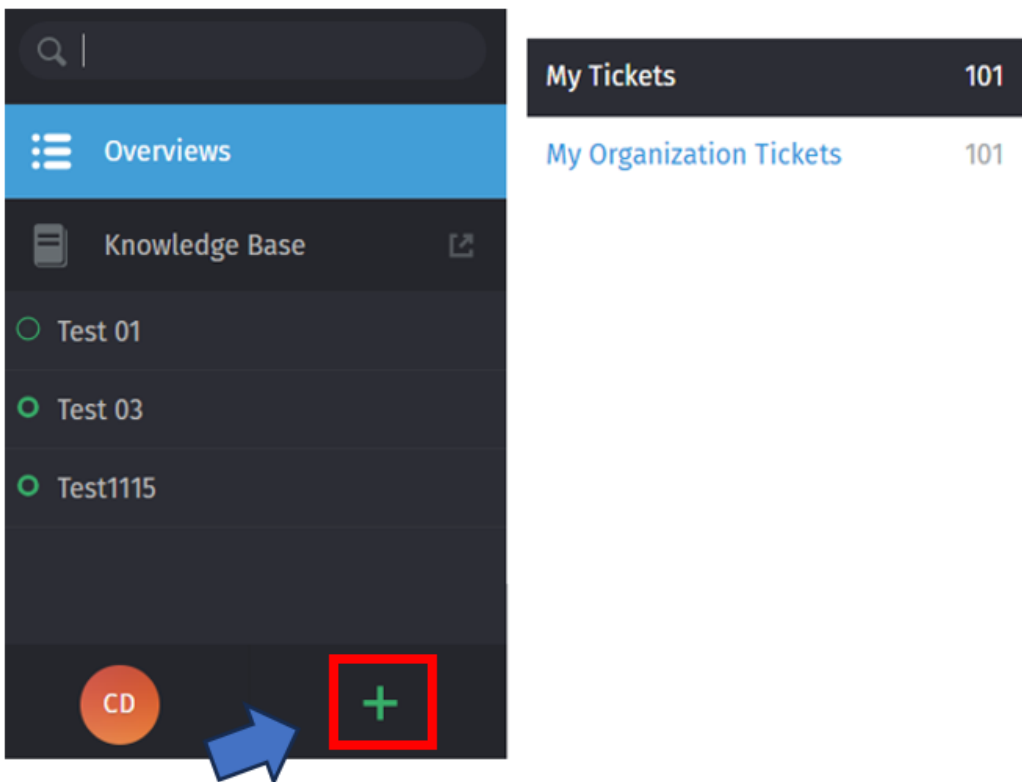 Overviews
Knowledge Base
Test 01
Test 03
Test1115
CD
My Tickets 101
My Organization Tickets 101